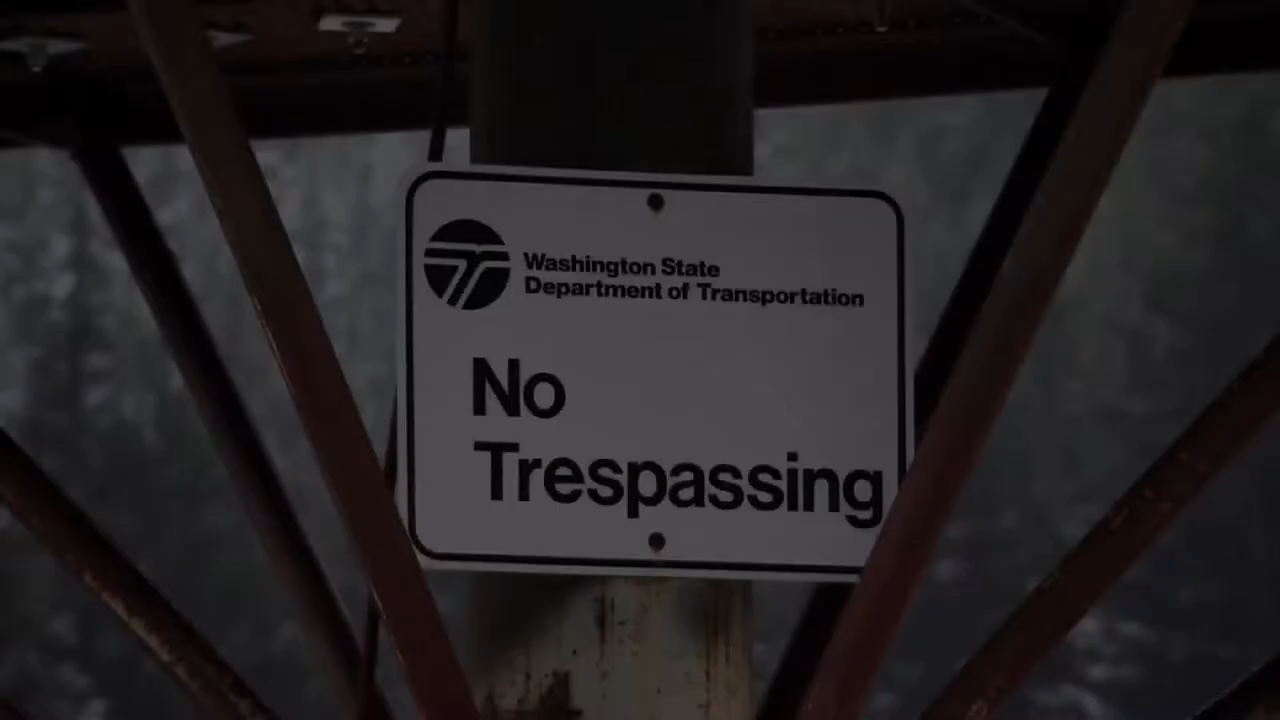 Washington State
Department of Transportation
No
Trespassing